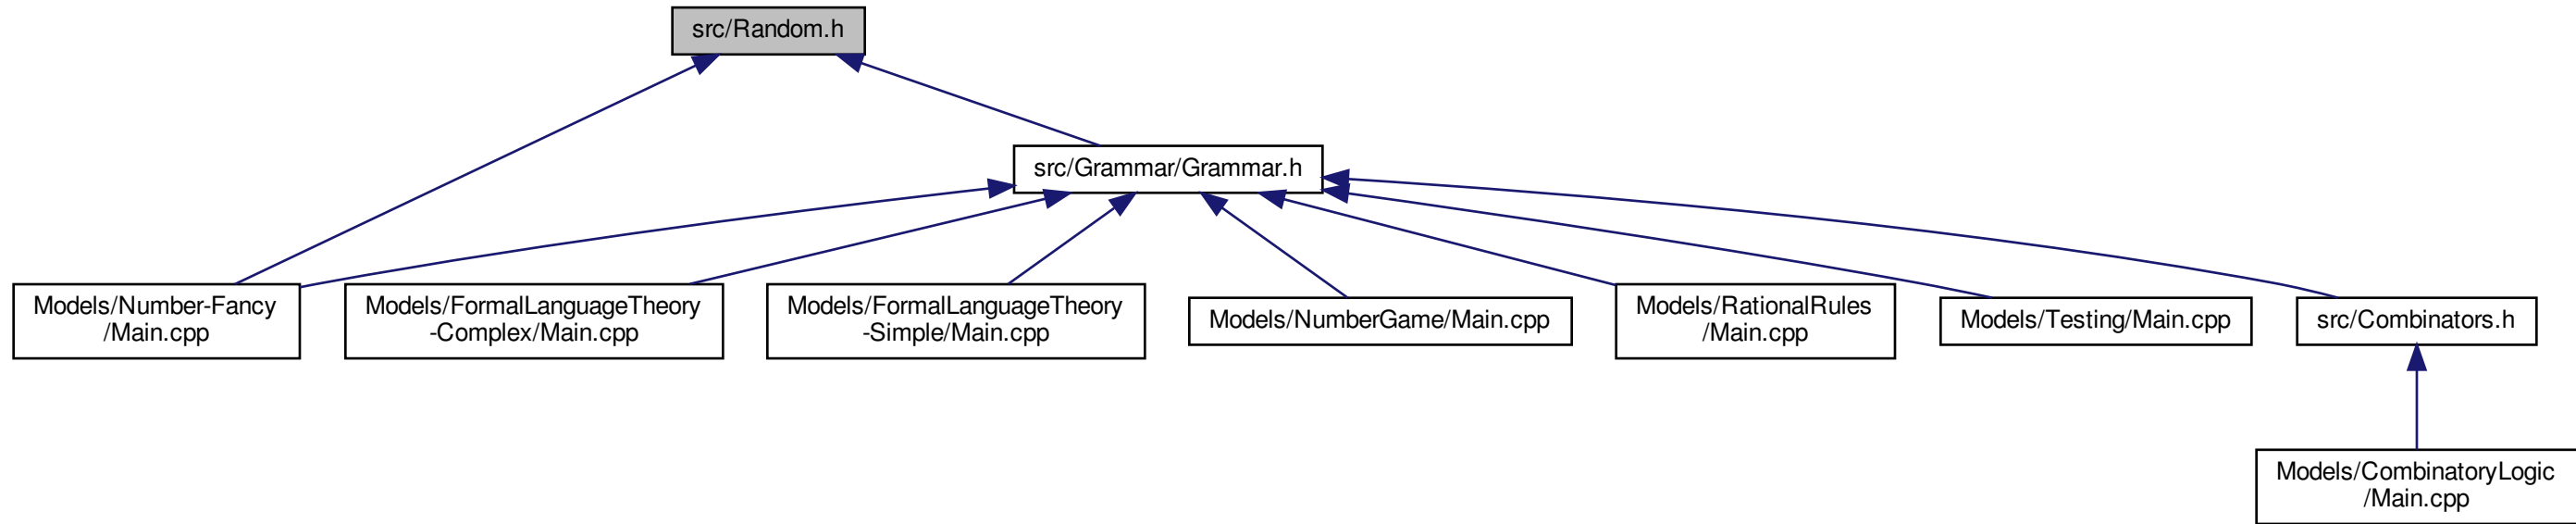 src/Random.h
src/Grammar/Grammar.h
Models/Number-Fancy
/Main.cpp
Models/FormalLanguageTheory
-Complex/Main.cpp
Models/FormalLanguageTheory
-Simple/Main.cpp
Models/NumberGame/Main.cpp
Models/RationalRules
/Main.cpp
Models/Testing/Main.cpp
src/Combinators.h
Models/CombinatoryLogic
/Main.cpp